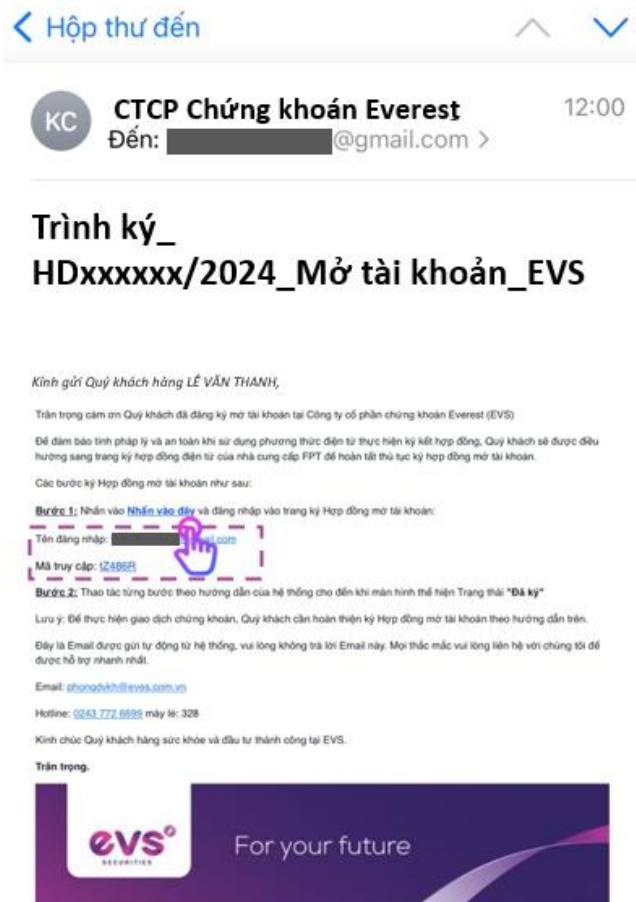 Hộp thư đến
KC
CTCP Chứng khoán Everest
12:00
Đến: @gmail.com >
Trình ký_
HDxxxxxx/2024_Mở tài khoản_EVS
Kính gửi Quý khách hàng LÊ VĂN THANH,
Trân trọng cám ơn Quý khách đã đăng ký mở tài khoản tại Công ty cổ phần chứng khoán Everest (EVS)
Để đảm bảo tính pháp lý và an toàn khi sử dụng phương thức điện tử thực hiện ký kết hợp đồng, Quý khách sẽ được điều
hướng sang trang ký hợp đồng điện tử của nhà cung cấp FPT để hoàn tất thủ tục ký hợp đồng mở tài khoản.
Các bước ký Hợp đồng mở tài khoản như sau:
Bước 1: Nhấn vào Nhấn vào đây và đăng nhập vào trang ký Hợp đồng mở tài khoản:
Tên đăng nhập: .com
Mã truy cập: tZ486R
Bước 2: Thao tác từng bước theo hướng dẫn của hệ thống cho đến khi màn hình thể hiện Trạng thái "Đã ký"
Lưu ý: Để thực hiện giao dịch chứng khoán, Quý khách cần hoàn thiện ký Hợp đồng mở tài khoản theo hướng dẫn trên.
Đây là Email được gửi tự động từ hệ thống, vui lòng không trả lời Email này. Mọi thắc mắc vui lòng liên hệ với chúng tôi để
được hỗ trợ nhanh nhất.
Email: phongdvkh@eves.com.vn
Hotline: 0243 772 6699 máy lẻ: 328
Kính chúc Quý khách hàng sức khỏe và đầu tư thành công tại EVS.
Trân trọng.
evs
SECURITIES
For your future